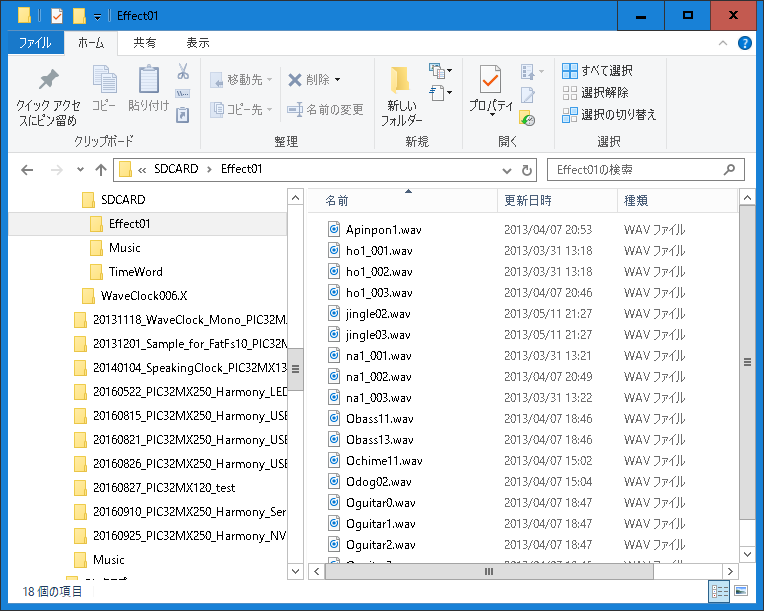 Effect01
ファイル ホーム 共有 表示
クイック アクセスにピン留め
コピー
貼り付け
移動先
コピー先
削除
名前の変更
新しいフォルダー
プロパティ
すべて選択
選択解除
選択の切り替え
クリップボード 整理 新規 開く 選択
« SDCARD > Effect01
Effect01の検索
SDCARD
Effect01
Music
TimeWord
WaveClock006.X
20131118_WaveClock_Mono_PIC32M
20131201_Sample_for_FatFs10_PIC32M
20140104_SpeakingClock_PIC32MX13
20160522_PIC32MX250_Harmony_LED
20160815_PIC32MX250_Harmony_USB
20160821_PIC32MX250_Harmony_USB
20160826_PIC32MX250_Harmony_USB
20160827_PIC32MX120_test
20160910_PIC32MX250_Harmony_Ser
20160925_PIC32MX250_Harmony_NV
Music
名前 更新日時 種類
Apinpon1.wav 2013/04/07 20:53 WAV ファイル
ho1_001.wav 2013/03/31 13:18 WAV ファイル
ho1_002.wav 2013/03/31 13:18 WAV ファイル
ho1_003.wav 2013/04/07 20:46 WAV ファイル
jingle02.wav 2013/05/11 21:27 WAV ファイル
jingle03.wav 2013/05/11 21:27 WAV ファイル
na1_001.wav 2013/03/31 13:21 WAV ファイル
na1_002.wav 2013/04/07 20:49 WAV ファイル
na1_003.wav 2013/03/31 13:22 WAV ファイル
Obass11.wav 2013/04/07 18:46 WAV ファイル
Obass13.wav 2013/04/07 18:46 WAV ファイル
Ochime11.wav 2013/04/07 15:02 WAV ファイル
Odog02.wav 2013/04/07 15:04 WAV ファイル
Oguitar0.wav 2013/04/07 18:47 WAV ファイル
Oguitar1.wav 2013/04/07 18:47 WAV ファイル
Oguitar2.wav 2013/04/07 18:47 WAV ファイル
18 個の項目